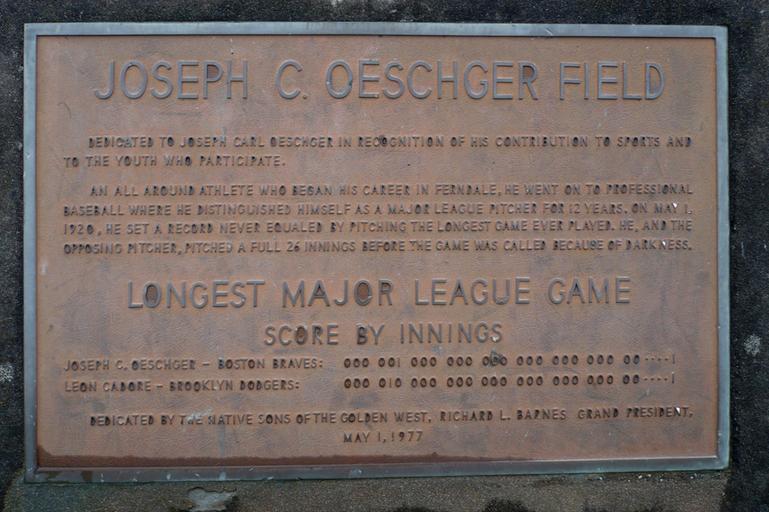 JOSEPH C. OESCHGER FIELD
DEDICATED TO JOSEPH CARL OESCHGER IN RECOGNITION OF HIS CONTRIBUTION TO SPORTS AND
TO THE YOUTH WHO PARTICIPATE.
AN ALL AROUND ATHLETE WHO BEGAN HIS CAREER IN FERNDALE, HE WENT ON TO PROFESSIONAL
BASEBALL WHERE HE DISTINGUISHED HIMSELF AS A MAJOR LEAGUE PITCHER FOR 12 YEARS. ON MAY 1,
1920, HE SET A RECORD NEVER EQUALED BY PITCHING THE LONGEST GAME EVER PLAYED. HE, AND THE
OPPOSING PITCHER, PITCHED A FULL 26 INNINGS BEFORE THE GAME WAS CALLED BECAUSE OF DARKNESS.
LONGEST MAJOR LEAGUE GAME
SCORE BY INNINGS
JOSEPH C. OESCHGER - BOSTON BRAVES: 000 001 000 000 000 000 000 000 00 ···· 1
LEON CADORE - BROOKLYN DODGERS: 000 010 000 000 000 000 000 000 00 ···· 1
DEDICATED BY THE NATIVE SONS OF THE GOLDEN WEST, RICHARD L. BARNES GRAND PRESIDENT,
MAY 1, 1977